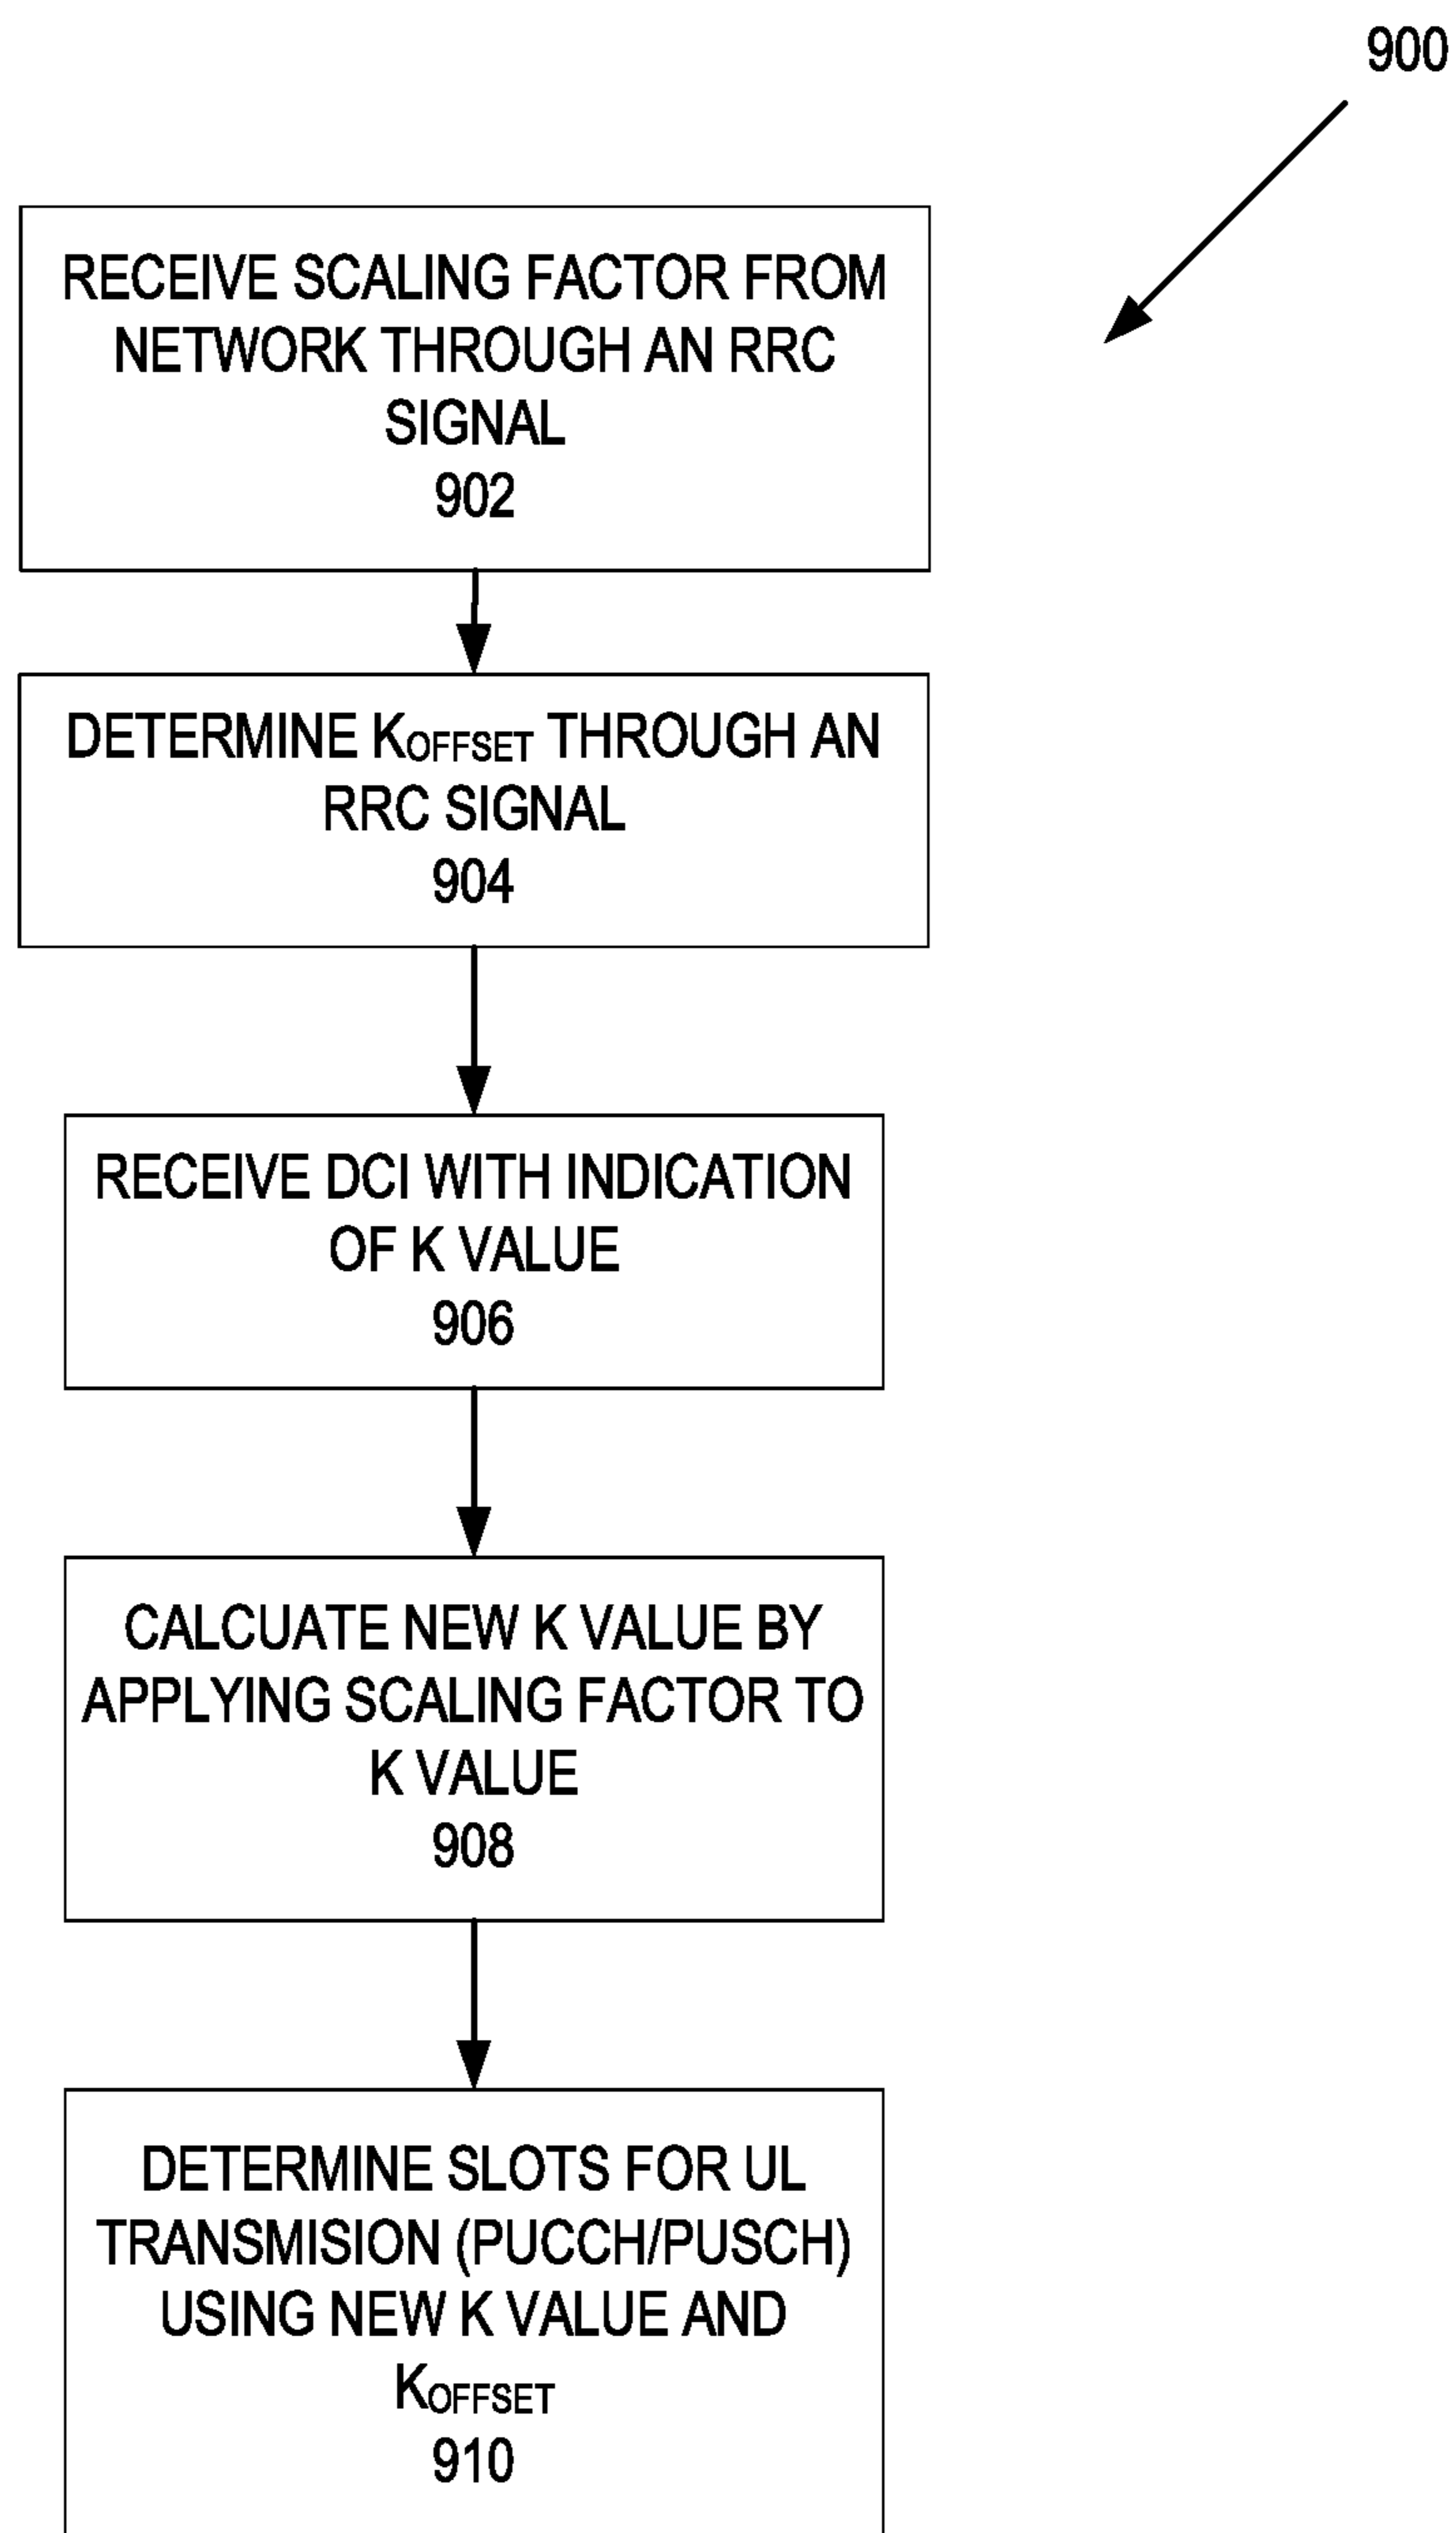 900
RECEIVE SCALING FACTOR FROM
NETWORK THROUGH AN RRC
SIGNAL
902
DETERMINE KOFFSET THROUGH AN
RRC SIGNAL
904
RECEIVE DCI WITH INDICATION
OF K VALUE
906
CALCUATE NEW K VALUE BY
APPLYING SCALING FACTOR TO
K VALUE
908
DETERMINE SLOTS FOR UL
TRANSMISION (PUCCH/PUSCH)
USING NEW K VALUE AND
KOFFSET
910